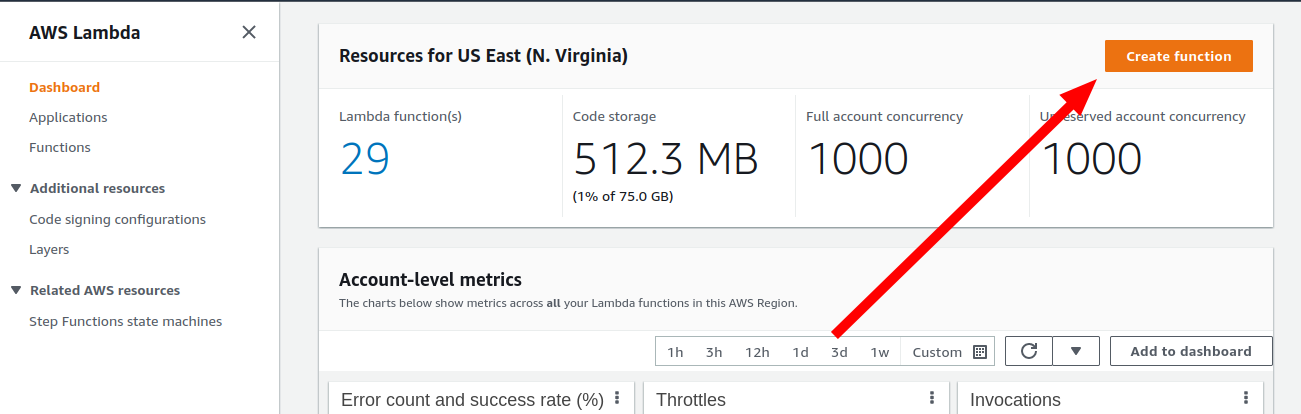 AWS Lambda
Dashboard
Applications
Functions
Additional resources
Code signing configurations
Layers
Related AWS resources
Step Functions state machines
Resources for US East (N. Virginia)
Create function
Lambda function(s)
29
Code storage
512.3 MB
(1% of 75.0 GB)
Full account concurrency
1000
Unreserved account concurrency
1000
Account-level metrics
The charts below show metrics across all your Lambda functions in this AWS Region.
1h 3h 12h 1d 3d 1w Custom
Add to dashboard
Error count and success rate (%)
Throttles
Invocations